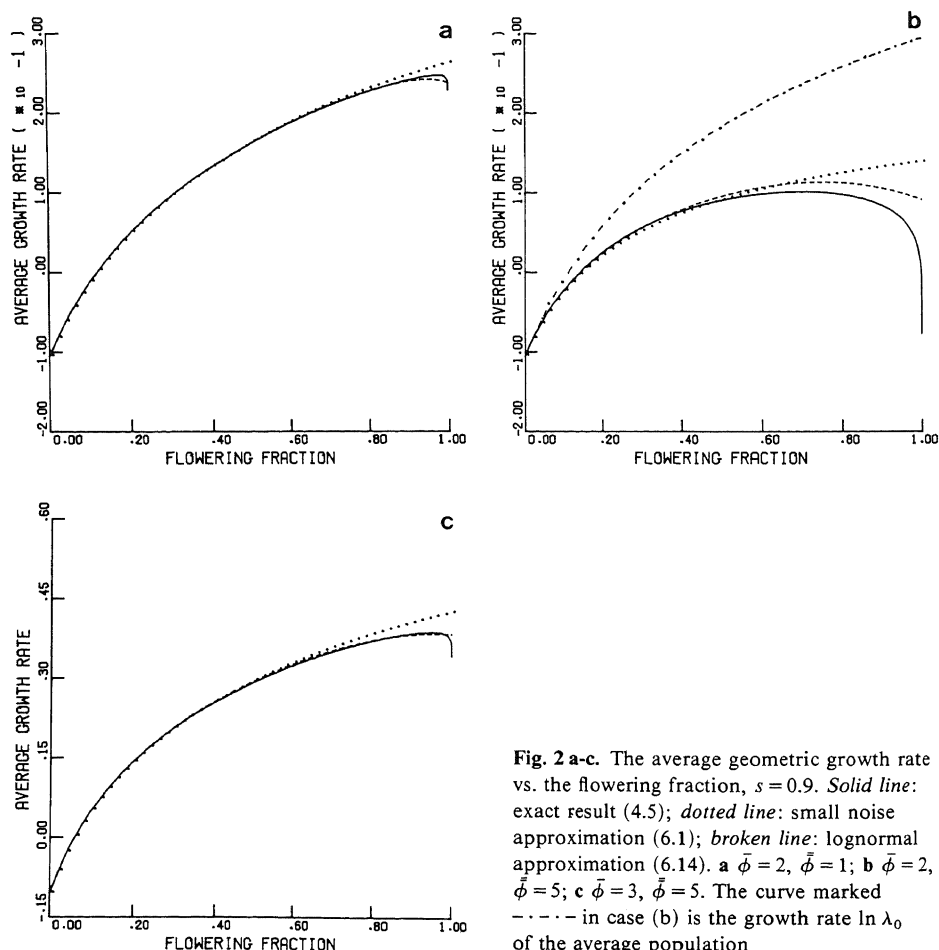 a
AVERAGE GROWTH RATE ( * 10 -1 )
3.00
2.00
1.00
.00
-1.00
-2.00
0.00 .20 .40 .60 .80 1.00
FLOWERING FRACTION
b
AVERAGE GROWTH RATE ( * 10 -1 )
3.00
2.00
1.00
.00
-1.00
-2.00
0.00 .20 .40 .60 .80 1.00
FLOWERING FRACTION
c
AVERAGE GROWTH RATE
.60
.45
.30
.15
0.00
-.15
0.00 .20 .40 .60 .80 1.00
FLOWERING FRACTION
Fig. 2 a-c. The average geometric growth rate
vs. the flowering fraction, s = 0.9. Solid line:
exact result (4.5); dotted line: small noise
approximation (6.1); broken line: lognormal
approximation (6.14). a ϕ̄ = 2, ϕ̿ = 1; b ϕ̄ = 2,
ϕ̿ = 5; c ϕ̄ = 3, ϕ̿ = 5. The curve marked
–·–·–·– in case (b) is the growth rate ln λ₀
of the average population